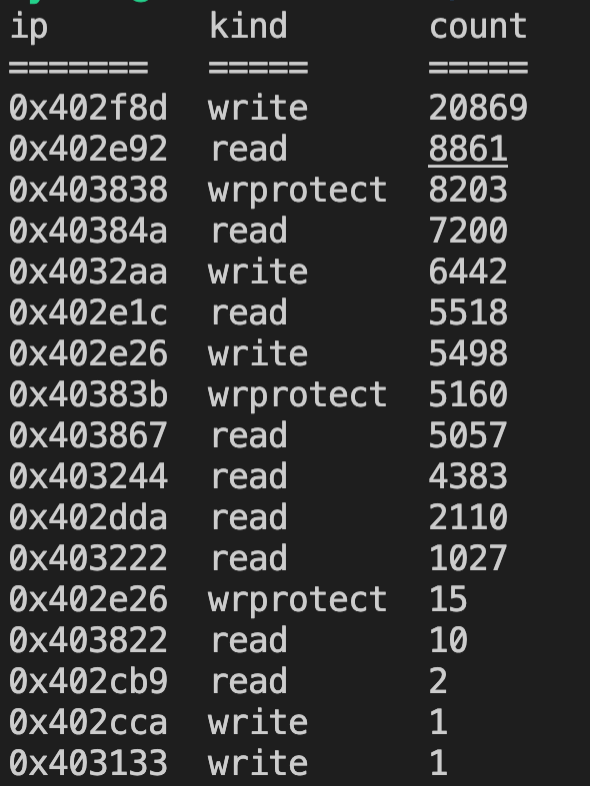 ip kind count
======= ===== =====
0x402f8d write 20869
0x402e92 read 8861
0x403838 wrprotect 8203
0x40384a read 7200
0x4032aa write 6442
0x402e1c read 5518
0x402e26 write 5498
0x40383b wrprotect 5160
0x403867 read 5057
0x403244 read 4383
0x402dda read 2110
0x403222 read 1027
0x402e26 wrprotect 15
0x403822 read 10
0x402cb9 read 2
0x402cca write 1
0x403133 write 1